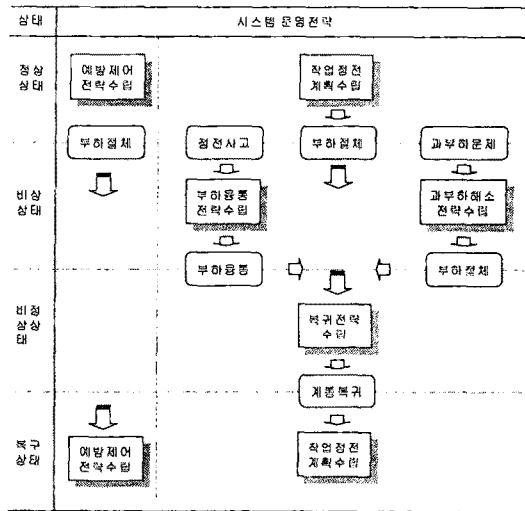 상태
시스템 운영전략
정상
상태
예방제어
전략수립
작업정전
계획수립
부하절체
정전사고
부하절체
과부하문제
비상
상태
부하융통
전략수립
과부하해소
전략수립
부하융통
부하절체
비정
상상
태
복귀전략
수립
계통복귀
복구
상태
예방제어
전략수립
작업정전
계획수립